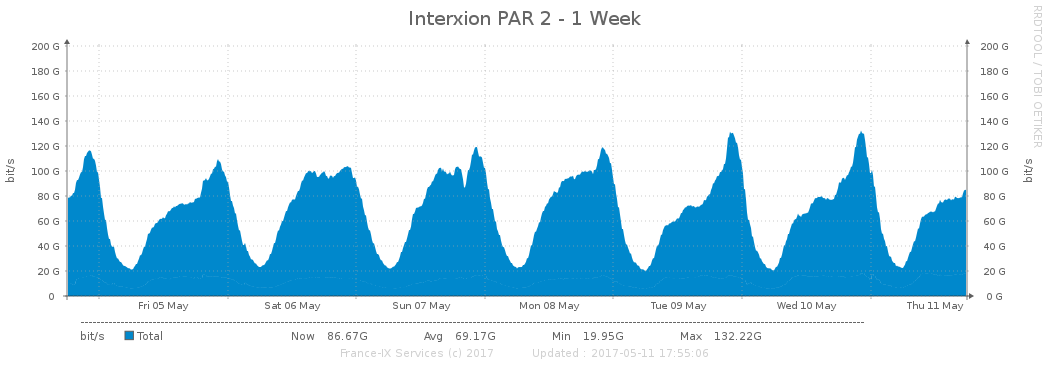 Interxion PAR 2 - 1 Week
RRDTOOL / TOBI OETIKER
200 G 200 G
180 G 180 G
160 G 160 G
140 G 140 G
120 G 120 G
100 G 100 G
80 G 80 G
60 G 60 G
40 G 40 G
20 G 20 G
0 0 G
bit/s bit/s
Fri 05 May Sat 06 May Sun 07 May Mon 08 May Tue 09 May Wed 10 May Thu 11 May
bit/s Total Now 86.67G Avg 69.17G Min 19.95G Max 132.22G
France-IX Services (c) 2017 Updated : 2017-05-11 17:55:06